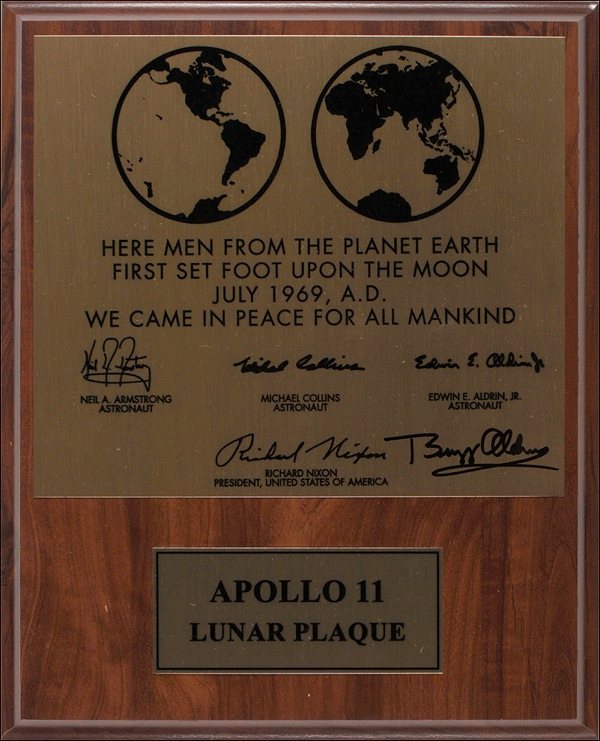 HERE MEN FROM THE PLANET EARTH
FIRST SET FOOT UPON THE MOON
JULY 1969, A.D.
WE CAME IN PEACE FOR ALL MANKIND
Neil A. Armstrong Michael Collins Edwin E. Aldrin Jr
NEIL A. ARMSTRONG MICHAEL COLLINS EDWIN E. ALDRIN, JR.
ASTRONAUT ASTRONAUT ASTRONAUT
Richard Nixon Buzz Aldrin
RICHARD NIXON
PRESIDENT, UNITED STATES OF AMERICA
APOLLO 11
LUNAR PLAQUE